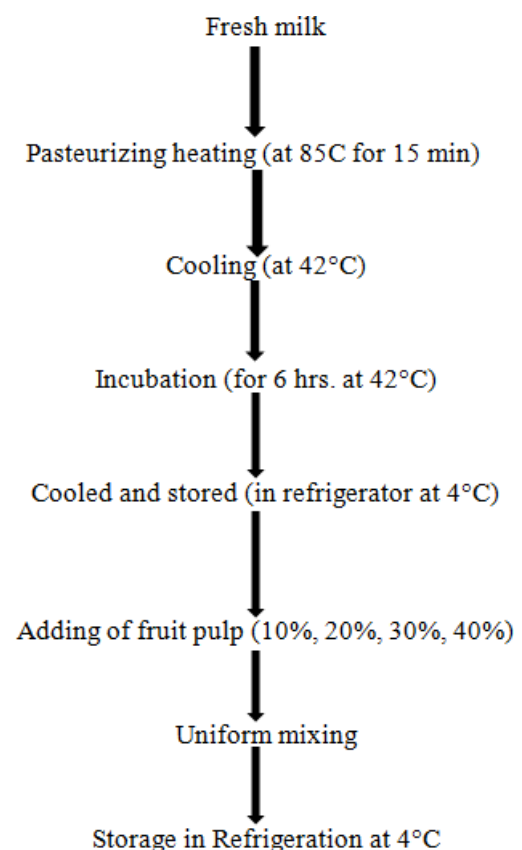 Fresh milk
Pasteurizing heating (at 85C for 15 min)
Cooling (at 42°C)
Incubation (for 6 hrs. at 42°C)
Cooled and stored (in refrigerator at 4°C)
Adding of fruit pulp (10%, 20%, 30%, 40%)
Uniform mixing
Storage in Refrigeration at 4°C